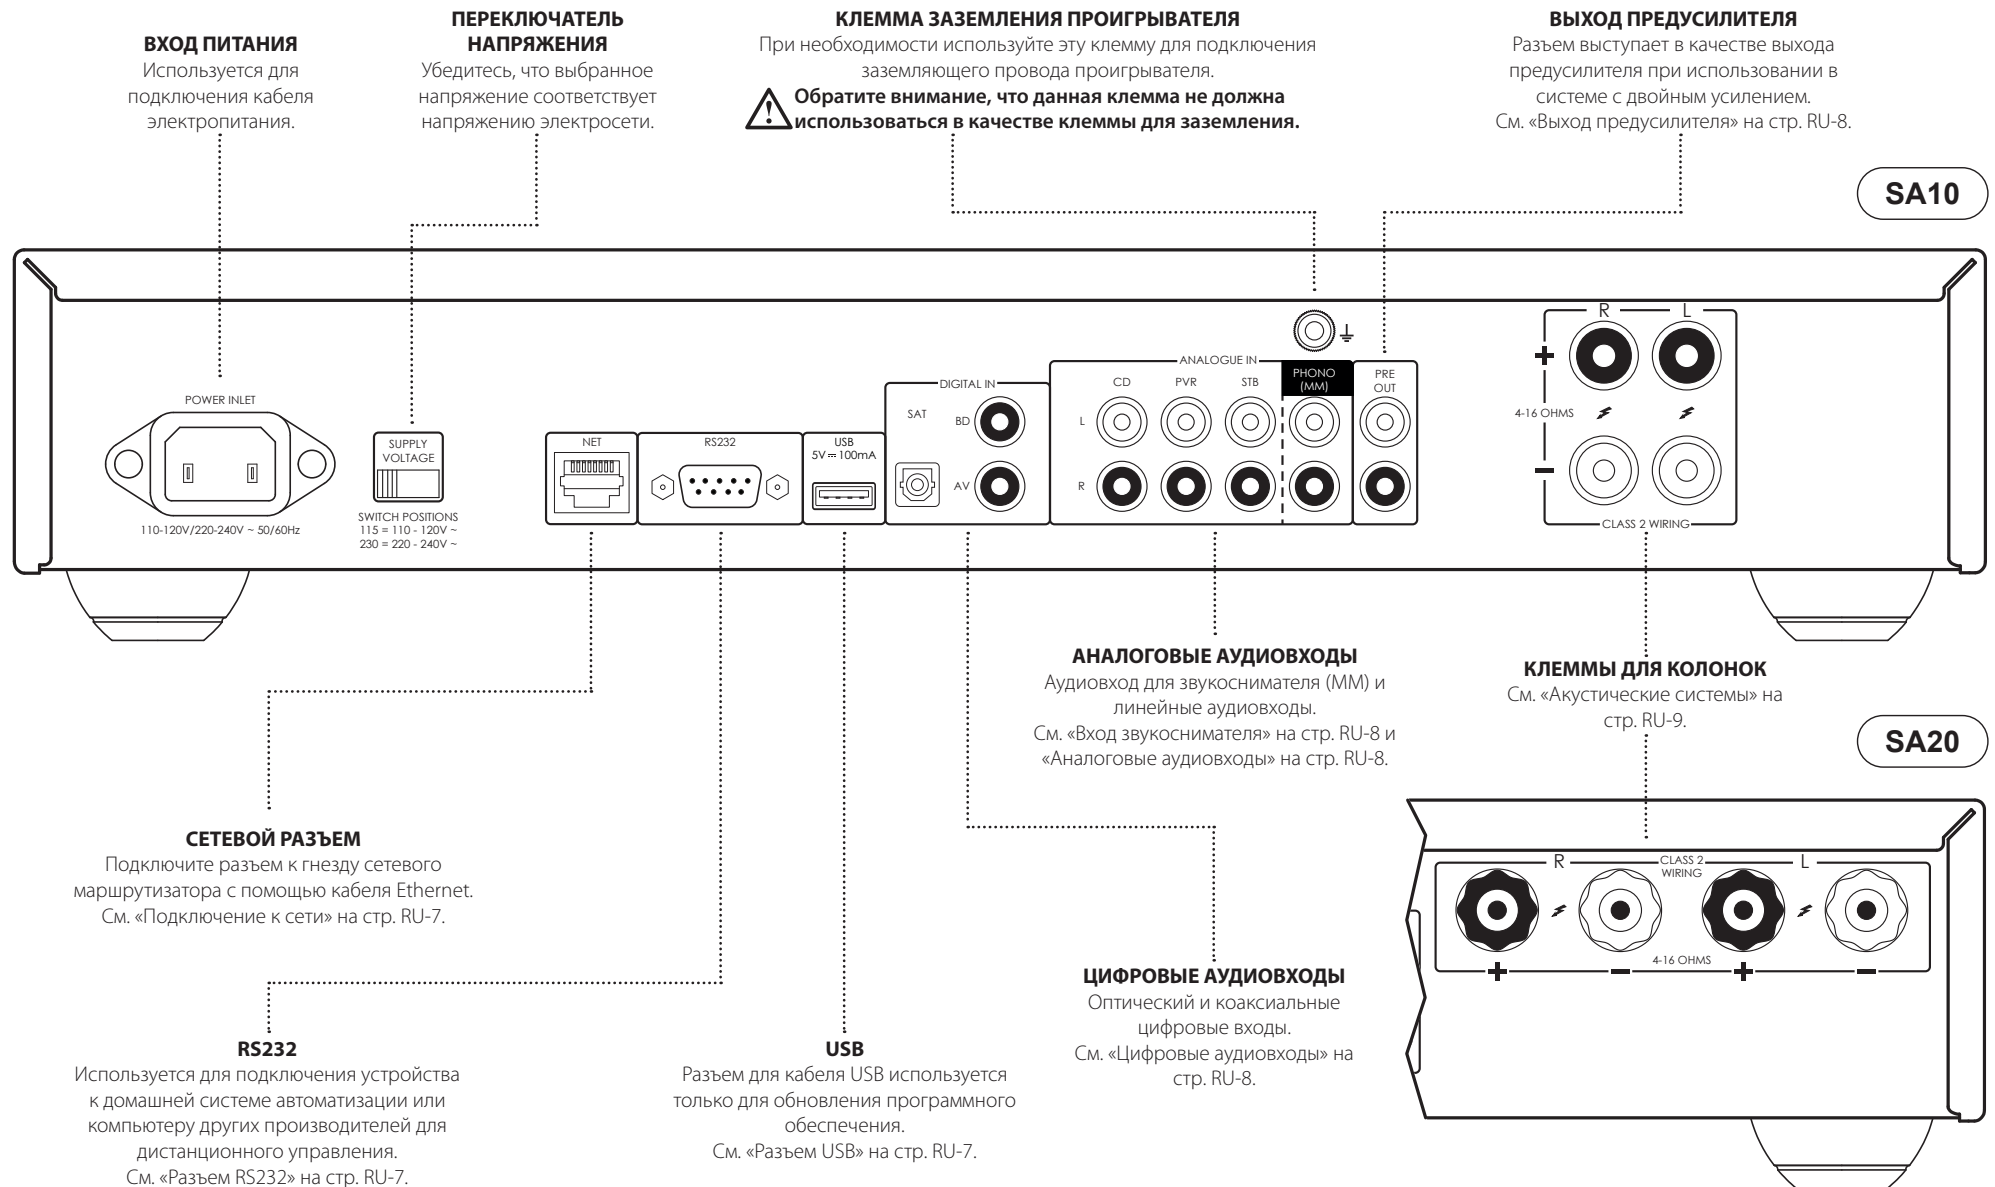 ВХОД ПИТАНИЯ
Используется для
подключения кабеля
электропитания.
ПЕРЕКЛЮЧАТЕЛЬ
НАПРЯЖЕНИЯ
Убедитесь, что выбранное
напряжение соответствует
напряжению электросети.
КЛЕММА ЗАЗЕМЛЕНИЯ ПРОИГРЫВАТЕЛЯ
При необходимости используйте эту клемму для подключения
заземляющего провода проигрывателя.
Обратите внимание, что данная клемма не должна
использоваться в качестве клеммы для заземления.
ВЫХОД ПРЕДУСИЛИТЕЛЯ
Разъем выступает в качестве выхода
предусилителя при использовании в
системе с двойным усилением.
См. «Выход предусилителя» на стр. RU-8.
SA10
POWER INLET
110-120V/220-240V ~ 50/60Hz
SUPPLY
VOLTAGE
SWITCH POSITIONS
115 = 110 - 120V ~
230 = 220 - 240V ~
NET
RS232
USB
5V⎓100mA
DIGITAL IN
SAT
BD
AV
ANALOGUE IN
CD
PVR
STB
PHONO
(MM)
L
R
PRE
OUT
R
L
+
4-16 OHMS
−
CLASS 2 WIRING
АНАЛОГОВЫЕ АУДИОВХОДЫ
Аудиовход для звукоснимателя (MM) и
линейные аудиовходы.
См. «Вход звукоснимателя» на стр. RU-8 и
«Аналоговые аудиовходы» на стр. RU-8.
КЛЕММЫ ДЛЯ КОЛОНОК
См. «Акустические системы» на
стр. RU-9.
SA20
R
CLASS 2
WIRING
L
4-16 OHMS
+ − + −
СЕТЕВОЙ РАЗЪЕМ
Подключите разъем к гнезду сетевого
маршрутизатора с помощью кабеля Ethernet.
См. «Подключение к сети» на стр. RU-7.
ЦИФРОВЫЕ АУДИОВХОДЫ
Оптический и коаксиальные
цифровые входы.
См. «Цифровые аудиовходы» на
стр. RU-8.
RS232
Используется для подключения устройства
к домашней системе автоматизации или
компьютеру других производителей для
дистанционного управления.
См. «Разъем RS232» на стр. RU-7.
USB
Разъем для кабеля USB используется
только для обновления программного
обеспечения.
См. «Разъем USB» на стр. RU-7.